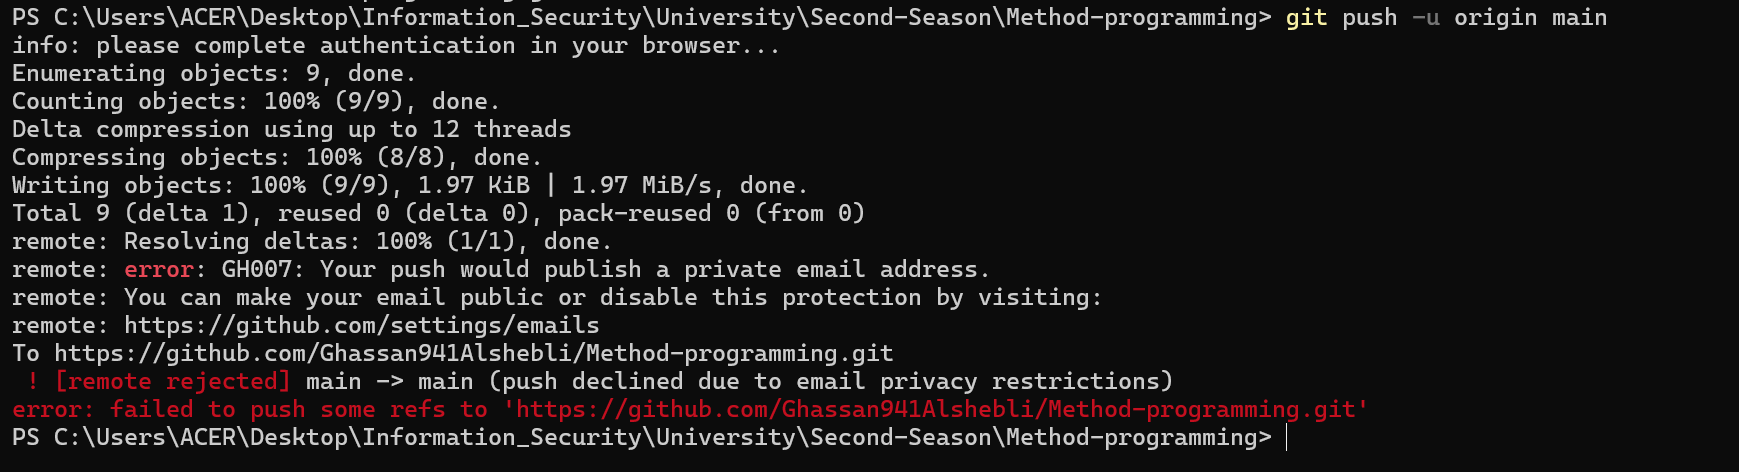 PS C:\Users\ACER\Desktop\Information_Security\University\Second-Season\Method-programming> git push -u origin main
info: please complete authentication in your browser...
Enumerating objects: 9, done.
Counting objects: 100% (9/9), done.
Delta compression using up to 12 threads
Compressing objects: 100% (8/8), done.
Writing objects: 100% (9/9), 1.97 KiB | 1.97 MiB/s, done.
Total 9 (delta 1), reused 0 (delta 0), pack-reused 0 (from 0)
remote: Resolving deltas: 100% (1/1), done.
remote: error: GH007: Your push would publish a private email address.
remote: You can make your email public or disable this protection by visiting:
remote: https://github.com/settings/emails
To https://github.com/Ghassan941Alshebli/Method-programming.git
 ! [remote rejected] main -> main (push declined due to email privacy restrictions)
error: failed to push some refs to 'https://github.com/Ghassan941Alshebli/Method-programming.git'
PS C:\Users\ACER\Desktop\Information_Security\University\Second-Season\Method-programming>